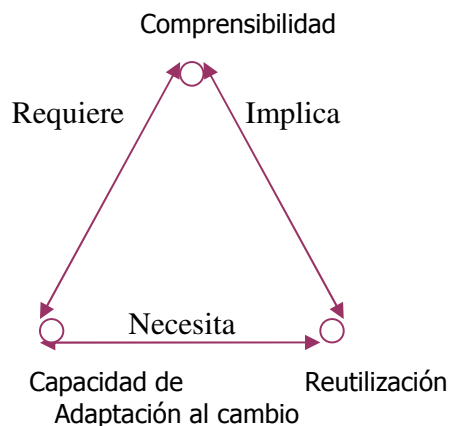 Comprensibilidad
Requiere
Implica
Necesita
Capacidad de
Adaptación al cambio
Reutilización